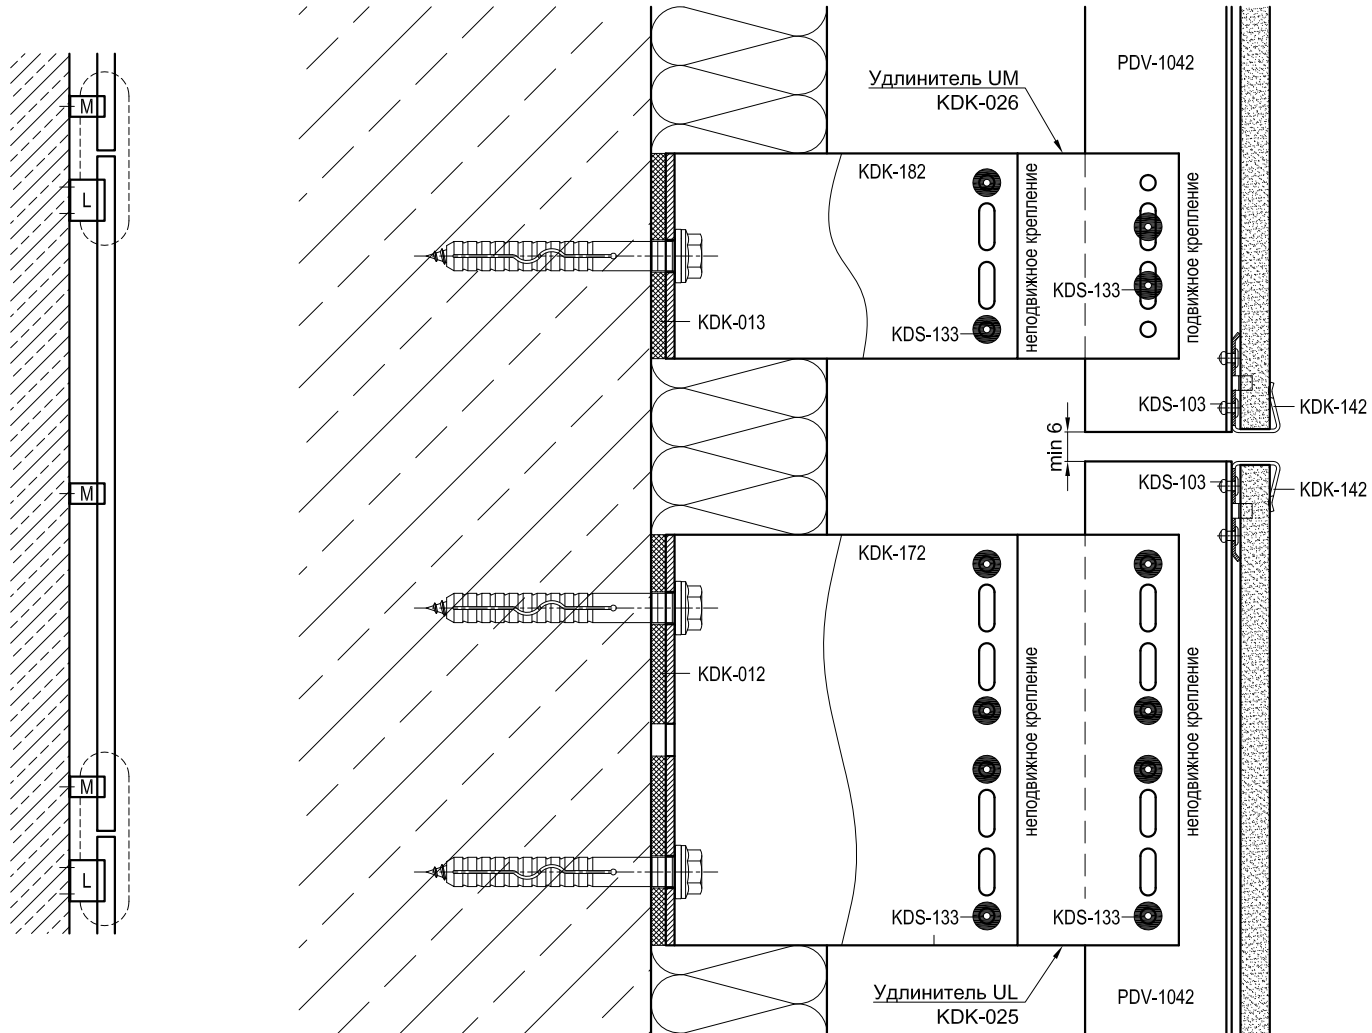 M
L
M
M
L
PDV-1042
Удлинитель UM
KDK-026
KDK-182
неподвижное крепление
подвижное крепление
KDS-133
KDK-013
KDS-133
KDS-103
KDK-142
min 6
KDS-103
KDK-142
KDK-172
KDK-012
неподвижное крепление
неподвижное крепление
KDS-133
KDS-133
Удлинитель UL
KDK-025
PDV-1042